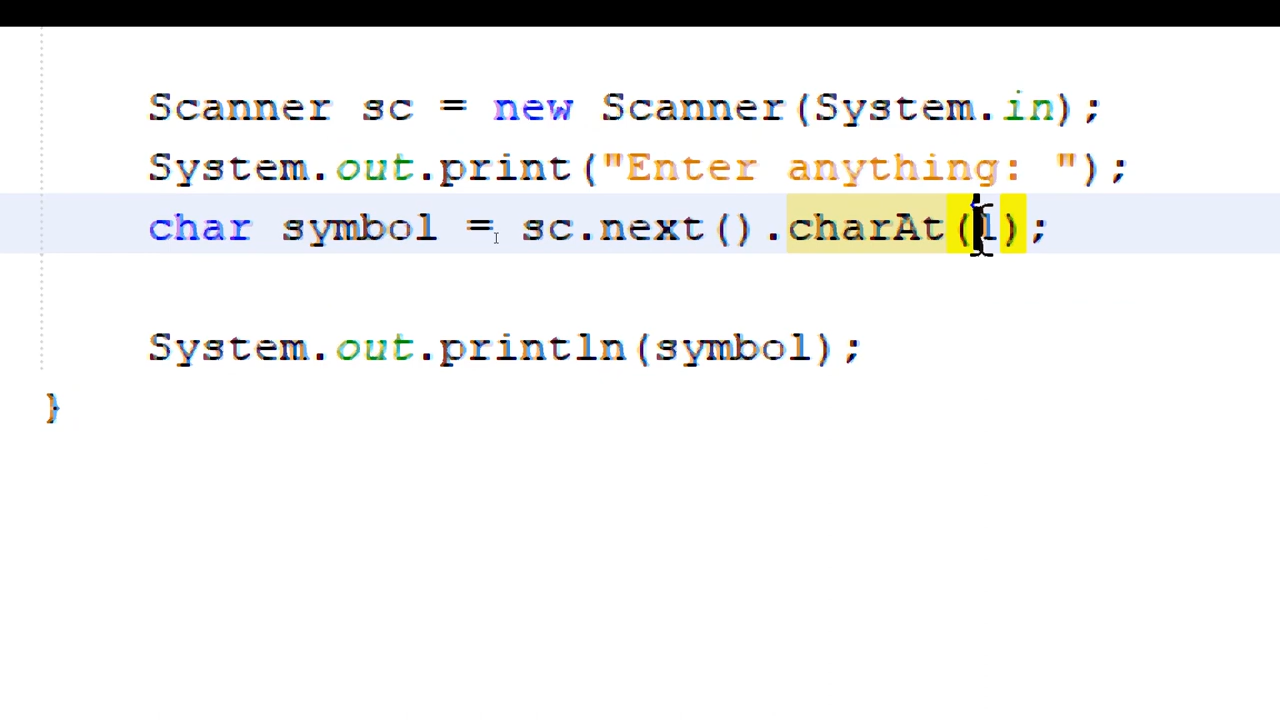 Scanner sc = new Scanner(System.in);
System.out.print("Enter anything: ");
char symbol = sc.next().charAt(1);
System.out.println(symbol);
}